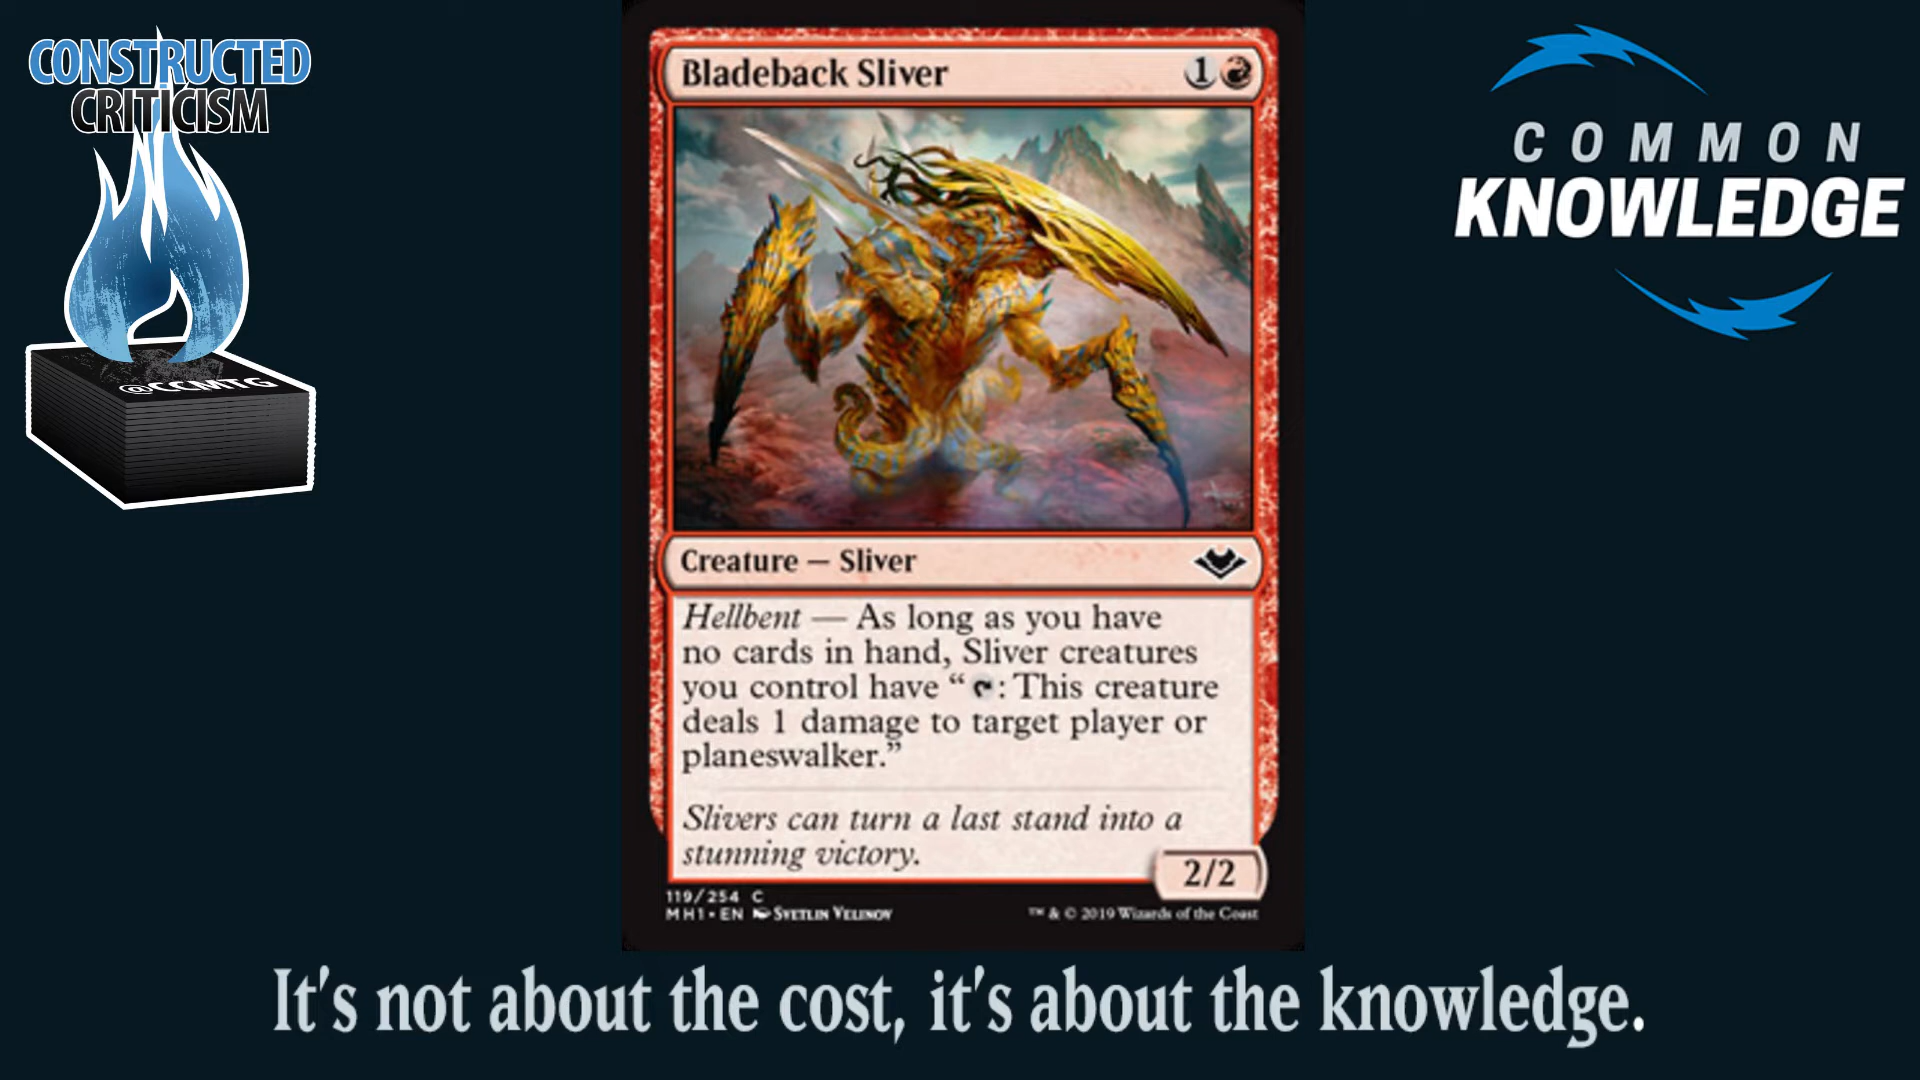 CONSTRUCTED
CRITICISM
@CCMTG
Bladeback Sliver
1
COMMON
KNOWLEDGE
Creature — Sliver
Hellbent — As long as you have
no cards in hand, Sliver creatures
you control have “ : This creature
deals 1 damage to target player or
planeswalker.”
Slivers can turn a last stand into a
stunning victory.
2/2
119/254 C
MH1 • EN Svetlin Velinov
™ & © 2019 Wizards of the Coast
It's not about the cost, it's about the knowledge.